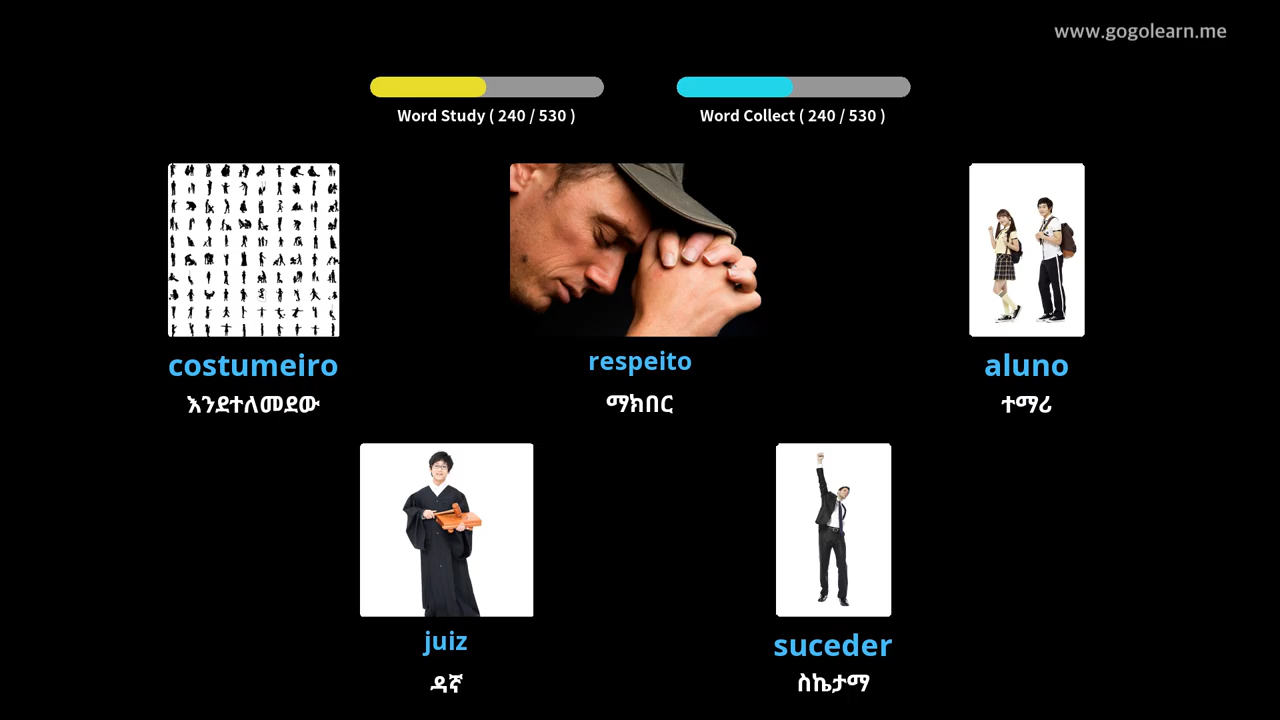 www.gogolearn.me
Word Study ( 240 / 530 )
Word Collect ( 240 / 530 )
costumeiro
እንደተለመደው
respeito
ማክበር
aluno
ተማሪ
juiz
ዳኛ
suceder
ስኬታማ